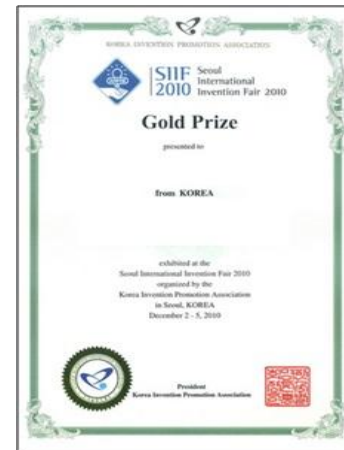 KOREA INVENTION PROMOTION ASSOCIATION
SIIF
2010
Seoul
International
Invention Fair 2010
Gold Prize
presented to
from KOREA
exhibited at the
Seoul International Invention Fair 2010
organized by the
Korea Invention Promotion Association
in Seoul, KOREA
December 2 - 5, 2010
President
Korea Invention Promotion Association